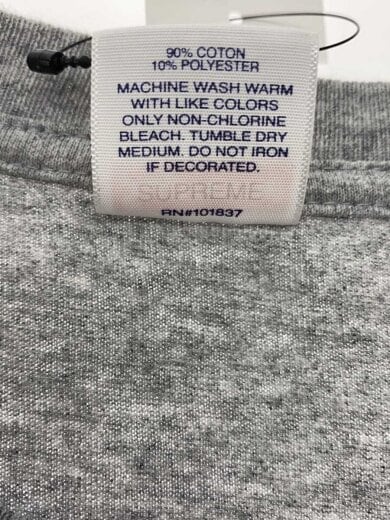 90% COTON
10% POLYESTER
MACHINE WASH WARM
WITH LIKE COLORS
ONLY NON-CHLORINE
BLEACH. TUMBLE DRY
MEDIUM. DO NOT IRON
IF DECORATED.
SUPREME
RN#101837